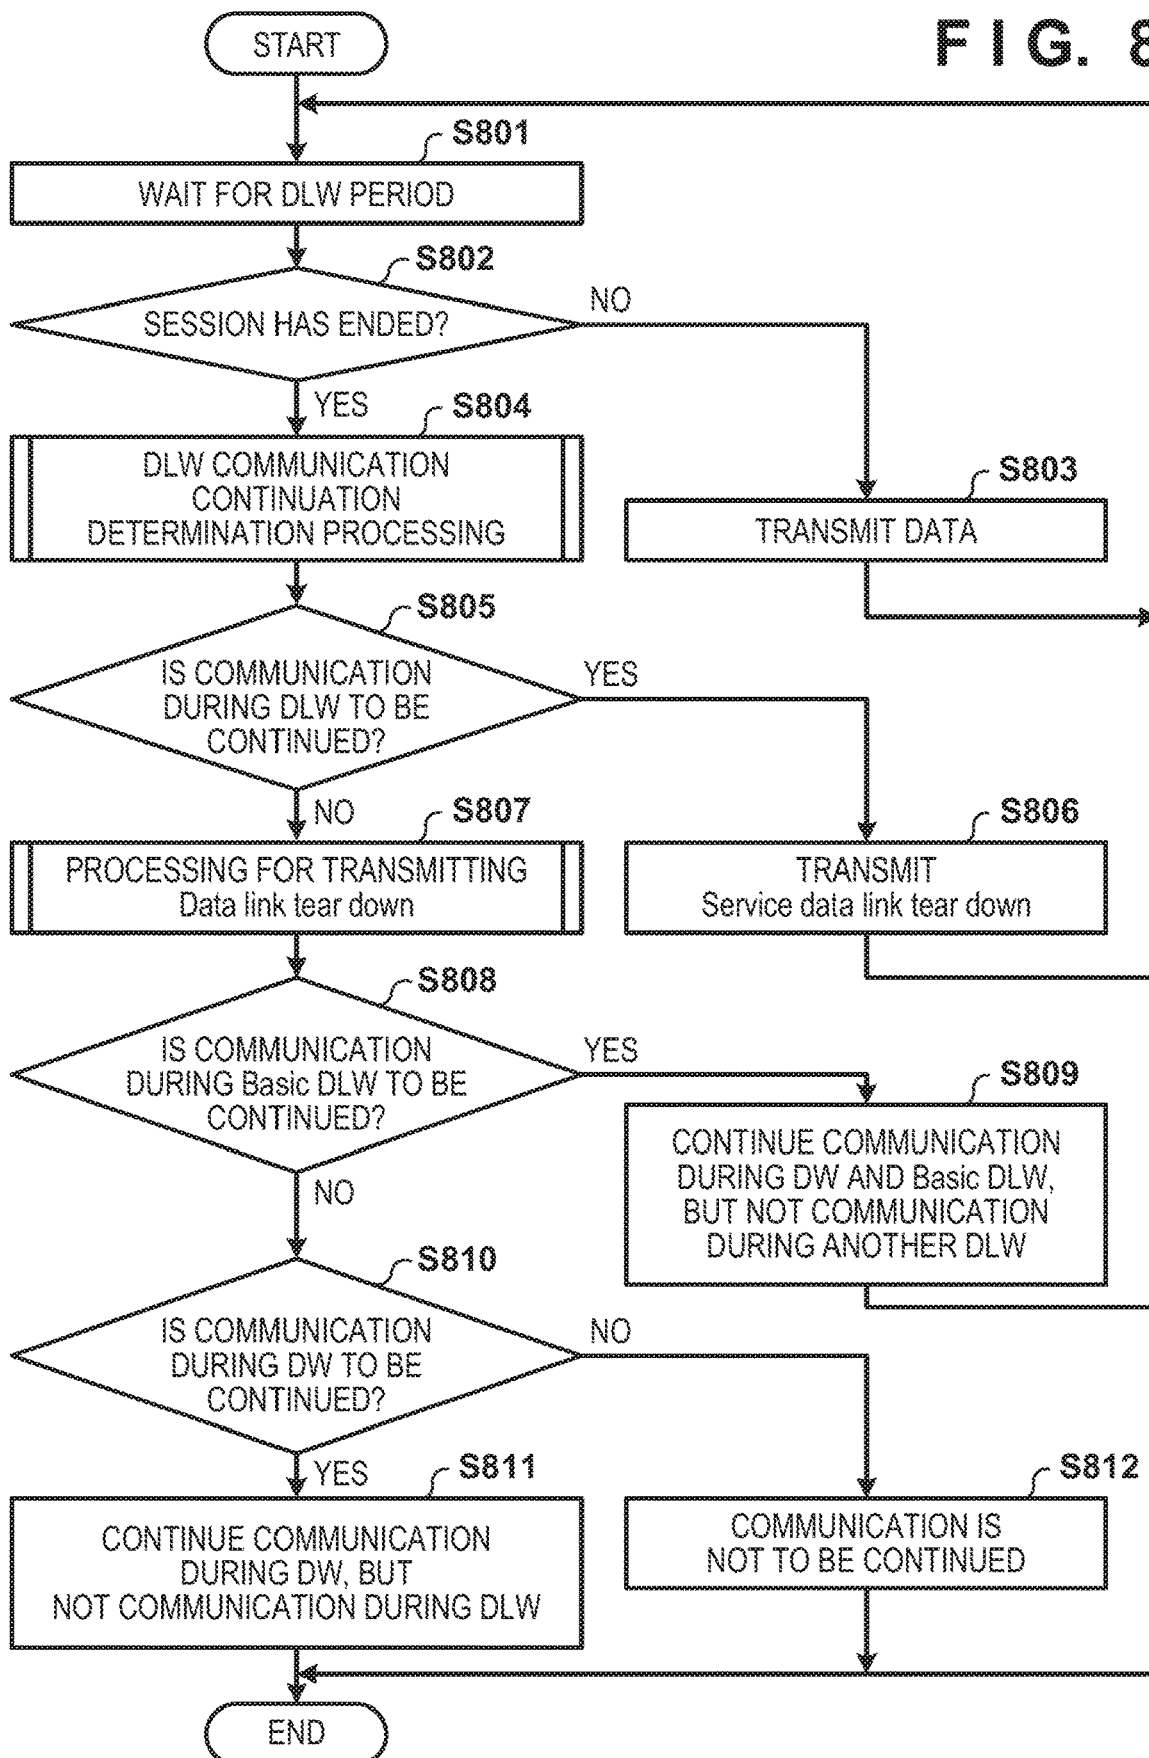 START
FIG. 8
S801
WAIT FOR DLW PERIOD
S802
SESSION HAS ENDED?
NO
YES
S804
DLW COMMUNICATION
CONTINUATION
DETERMINATION PROCESSING
S803
TRANSMIT DATA
S805
IS COMMUNICATION
DURING DLW TO BE
CONTINUED?
YES
NO
S807
PROCESSING FOR TRANSMITTING
Data link tear down
S806
TRANSMIT
Service data link tear down
S808
IS COMMUNICATION
DURING Basic DLW TO BE
CONTINUED?
YES
NO
S809
CONTINUE COMMUNICATION
DURING DW AND Basic DLW,
BUT NOT COMMUNICATION
DURING ANOTHER DLW
S810
IS COMMUNICATION
DURING DW TO BE
CONTINUED?
NO
YES
S811
CONTINUE COMMUNICATION
DURING DW, BUT
NOT COMMUNICATION DURING DLW
S812
COMMUNICATION IS
NOT TO BE CONTINUED
END